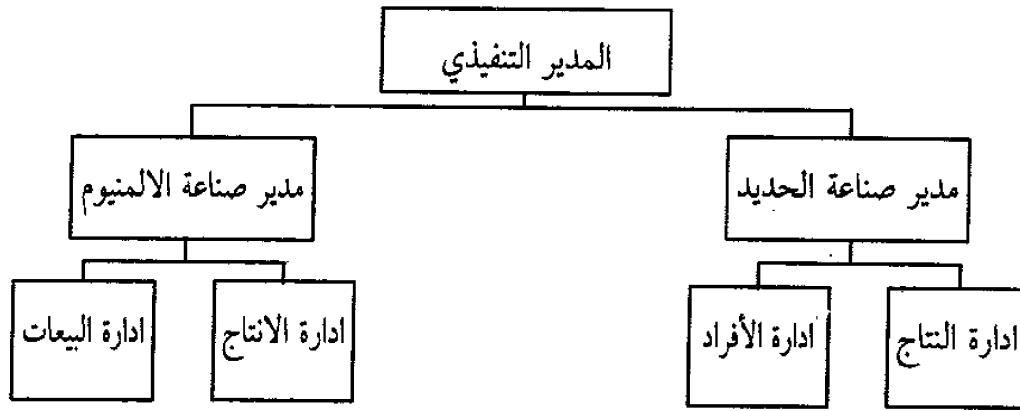 المدير التنفيذي
مدير صناعة الحديد
مدير صناعة الالمنيوم
ادارة النتاج
ادارة الأفراد
ادارة الانتاج
ادارة البيعات